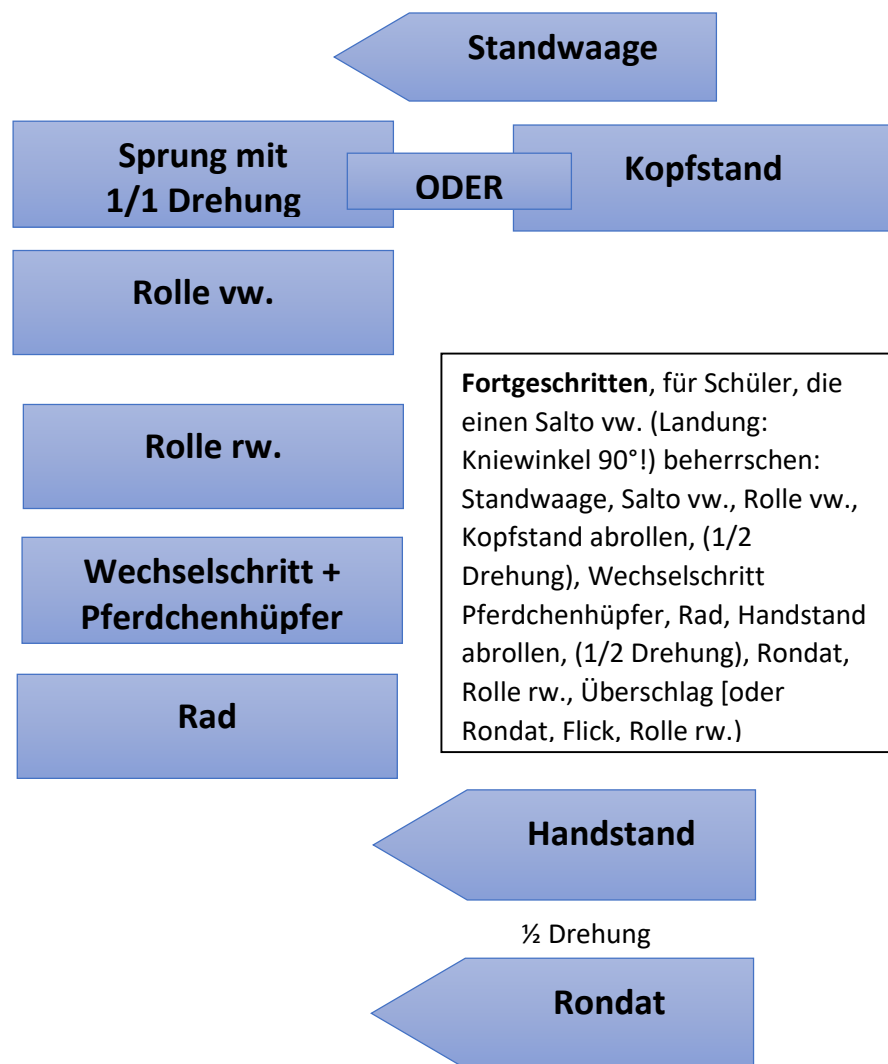 Standwaage
Sprung mit
1/1 Drehung
ODER
Kopfstand
Rolle vw.
Rolle rw.
Wechselschritt +
Pferdchenhüpfer
Rad
Fortgeschritten, für Schüler, die
einen Salto vw. (Landung:
Kniewinkel 90°!) beherrschen:
Standwaage, Salto vw., Rolle vw.,
Kopfstand abrollen, (1/2
Drehung), Wechselschritt
Pferdchenhüpfer, Rad, Handstand
abrollen, (1/2 Drehung), Rondat,
Rolle rw., Überschlag [oder
Rondat, Flick, Rolle rw.)
Handstand
½ Drehung
Rondat